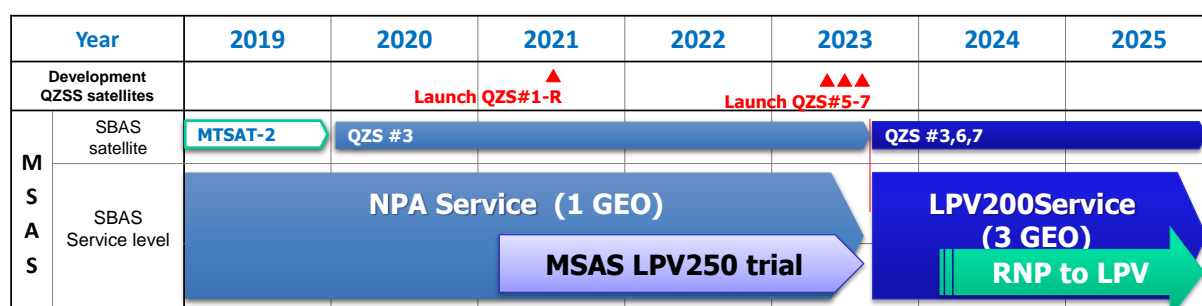 Year 2019 2020 2021 2022 2023 2024 2025
Development
QZSS satellites
Launch QZS#1-R
Launch QZS#5-7
M
S
A
S
SBAS
satellite
MTSAT-2
QZS #3
QZS #3,6,7
SBAS
Service level
NPA Service (1 GEO)
MSAS LPV250 trial
LPV200Service
(3 GEO)
RNP to LPV